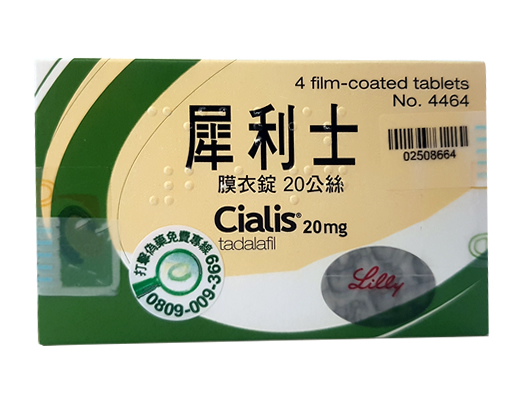 4 film-coated tablets
No. 4464
02508664
犀利士
膜衣錠 20公絲
Cialis® 20mg
tadalafil
打擊偽藥免費專線
0809-009-393
Lilly